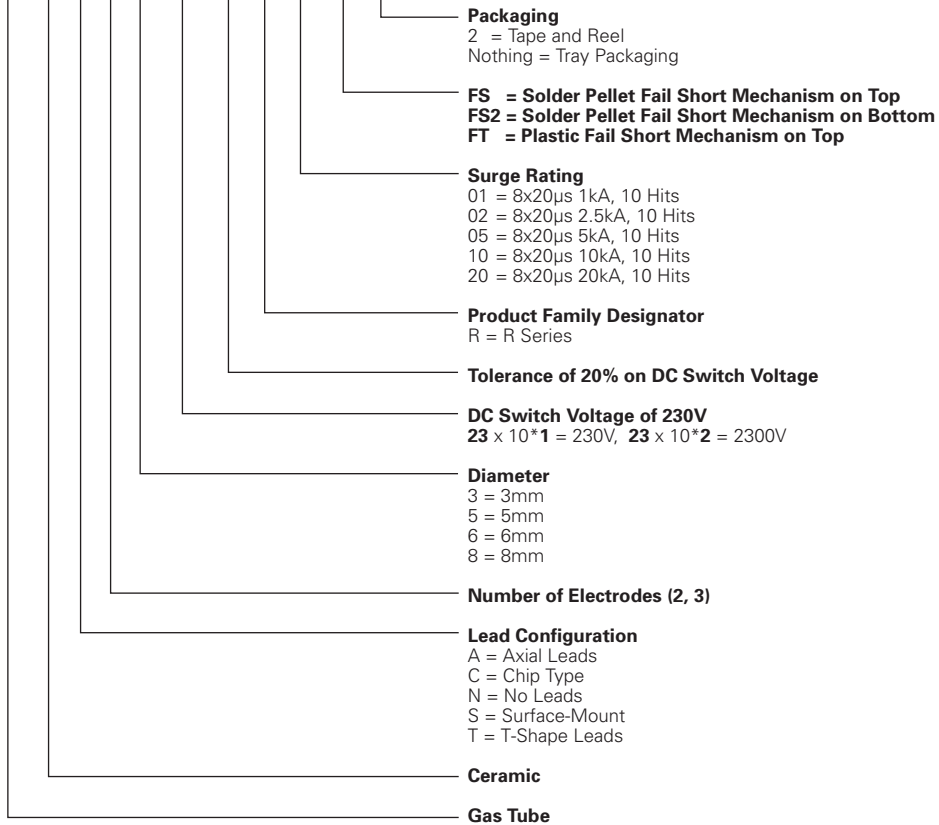 Packaging
2 = Tape and Reel
Nothing = Tray Packaging
FS = Solder Pellet Fail Short Mechanism on Top
FS2 = Solder Pellet Fail Short Mechanism on Bottom
FT = Plastic Fail Short Mechanism on Top
Surge Rating
01 = 8x20µs 1kA, 10 Hits
02 = 8x20µs 2.5kA, 10 Hits
05 = 8x20µs 5kA, 10 Hits
10 = 8x20µs 10kA, 10 Hits
20 = 8x20µs 20kA, 10 Hits
Product Family Designator
R = R Series
Tolerance of 20% on DC Switch Voltage
DC Switch Voltage of 230V
23 x 10*1 = 230V, 23 x 10*2 = 2300V
Diameter
3 = 3mm
5 = 5mm
6 = 6mm
8 = 8mm
Number of Electrodes (2, 3)
Lead Configuration
A = Axial Leads
C = Chip Type
N = No Leads
S = Surface-Mount
T = T-Shape Leads
Ceramic
Gas Tube